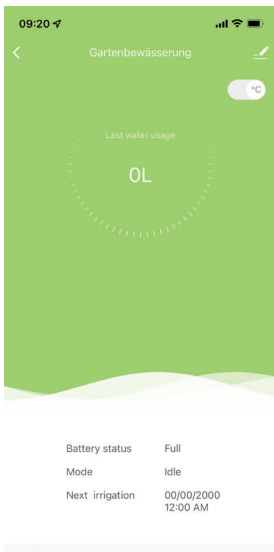 09:20
Gartenbewässerung
°C
Last water usage
0L
Battery status Full
Mode Idle
Next irrigation 00/00/2000
12:00 AM